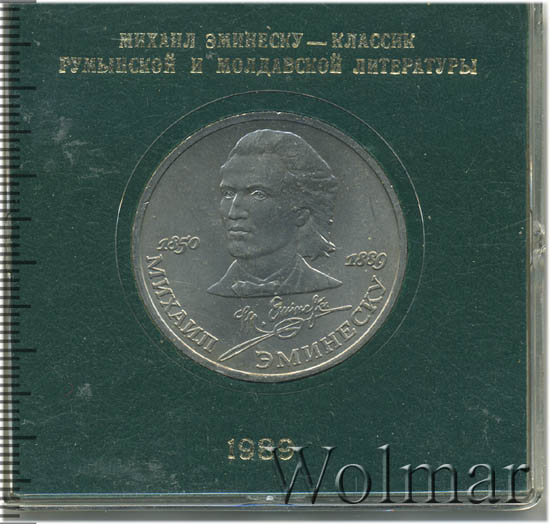 МИХАИЛ ЭМИНЕСКУ — КЛАССИК
РУМЫНСКОЙ И МОЛДАВСКОЙ ЛИТЕРАТУРЫ
1850
1889
МИХАИЛ ЭМИНЕСКУ
1989
Wolmar